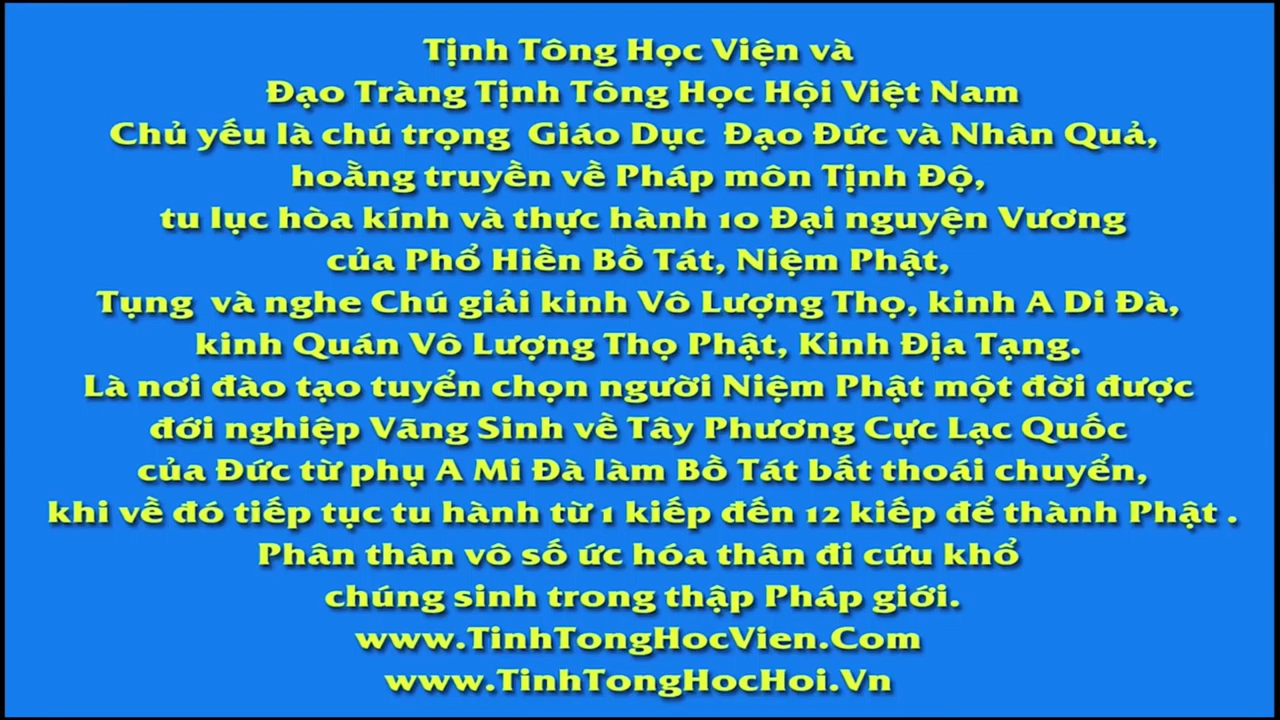 Tịnh Tông Học Viện và
Đạo Tràng Tịnh Tông Học Hội Việt Nam
Chủ yếu là chú trọng Giáo Dục Đạo Đức và Nhân Quả,
hoằng truyền về Pháp môn Tịnh Độ,
tu lục hòa kính và thực hành 10 Đại nguyện Vương
của Phổ Hiền Bồ Tát, Niệm Phật,
Tụng và nghe Chú giải kinh Vô Lượng Thọ, kinh A Di Đà,
kinh Quán Vô Lượng Thọ Phật, Kinh Địa Tạng.
Là nơi đào tạo tuyển chọn người Niệm Phật một đời được
đới nghiệp Vãng Sinh về Tây Phương Cực Lạc Quốc
của Đức từ phụ A Mi Đà làm Bồ Tát bất thoái chuyển,
khi về đó tiếp tục tu hành từ 1 kiếp đến 12 kiếp để thành Phật .
Phân thân vô số ức hóa thân đi cứu khổ
chúng sinh trong thập Pháp giới.
www.TinhTongHocVien.Com
www.TinhTongHocHoi.Vn